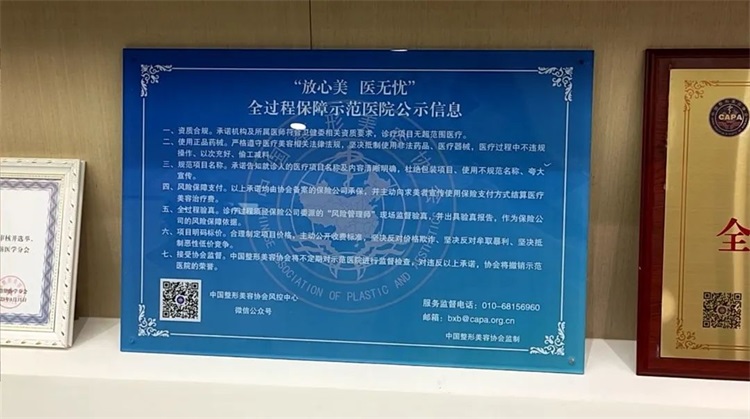 “放心美 医无忧”
全过程保障示范医院公示信息
一、资质合规。承诺机构及所属医师符合卫健委相关资质要求，诊疗项目无超范围医疗。
二、使用正品药械。严格遵守医疗美容相关法律法规，坚决抵制使用非法药品、医疗器械，医疗过程中不违规
操作、以次充好、偷工减料。
三、规范项目名称。承诺告知就诊人的医疗项目名称及内容清晰明确，杜绝包装项目、使用不规范名称、夸大
宣传。
四、风险保障支付。以上承诺均由协会备案的保险公司承保，并主动向求美者宣传使用保险支付方式结算医疗
美容治疗费。
五、全过程验真。诊疗过程应经保险公司委派的“风险管理师”现场监督验真，并出具验真报告，作为保险公
司的风险保障依据。
六、项目明码标价。合理制定项目价格，主动公开收费标准，坚决反对价格欺诈、坚决反对牟取暴利、坚决抵
制恶性低价竞争。
七、接受协会监督，中国整形美容协会将不定期对示范医院进行监督检查，对违反以上承诺，协会将撤销示范
医院的荣誉。
中国整形美容协会风控中心
微信公众号
服务监督电话：010-68156960
邮箱：bxb@capa.org.cn
中国整形美容协会监制
ASSOCIATION OF PLASTIC AND
CAPA
全